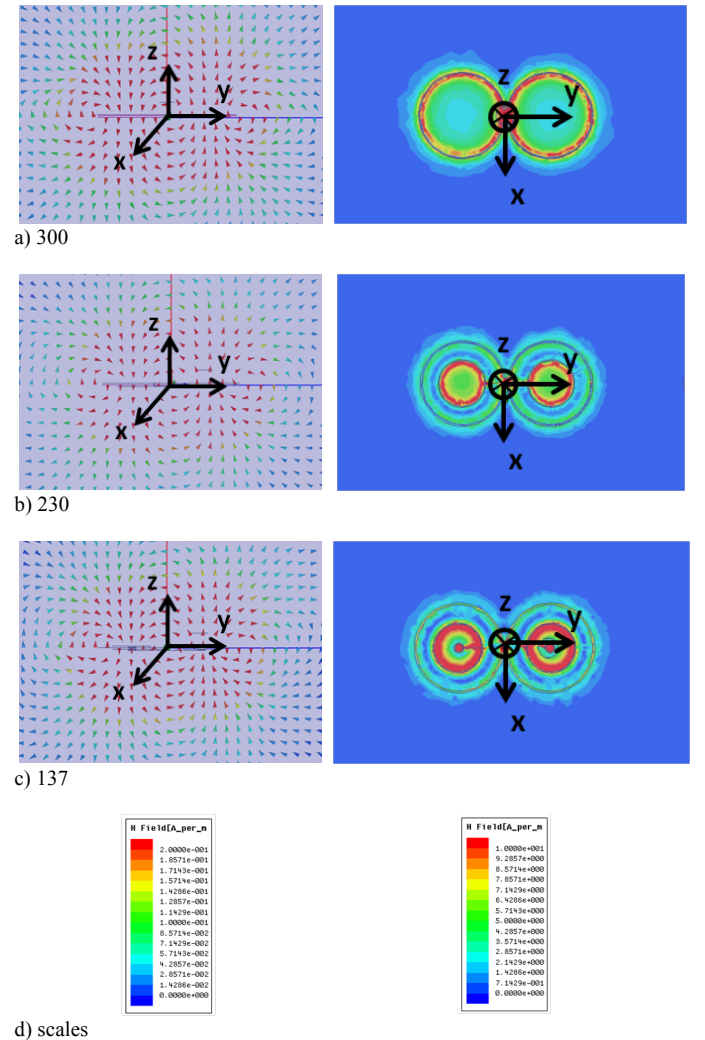 z
y
x
z
y
x
a) 300
z
y
x
z
y
x
b) 230
z
y
x
z
y
x
c) 137
H Field[A_per_m
2.0000e-001
1.8571e-001
1.7143e-001
1.5714e-001
1.4286e-001
1.2857e-001
1.1429e-001
1.0000e-001
8.5714e-002
7.1429e-002
5.7143e-002
4.2857e-002
2.8571e-002
1.4286e-002
0.0000e+000
H Field[A_per_m
1.0000e+001
9.2857e+000
8.5714e+000
7.8571e+000
7.1429e+000
6.4286e+000
5.7143e+000
5.0000e+000
4.2857e+000
3.5714e+000
2.8571e+000
2.1429e+000
1.4286e+000
7.1429e-001
0.0000e+000
d) scales